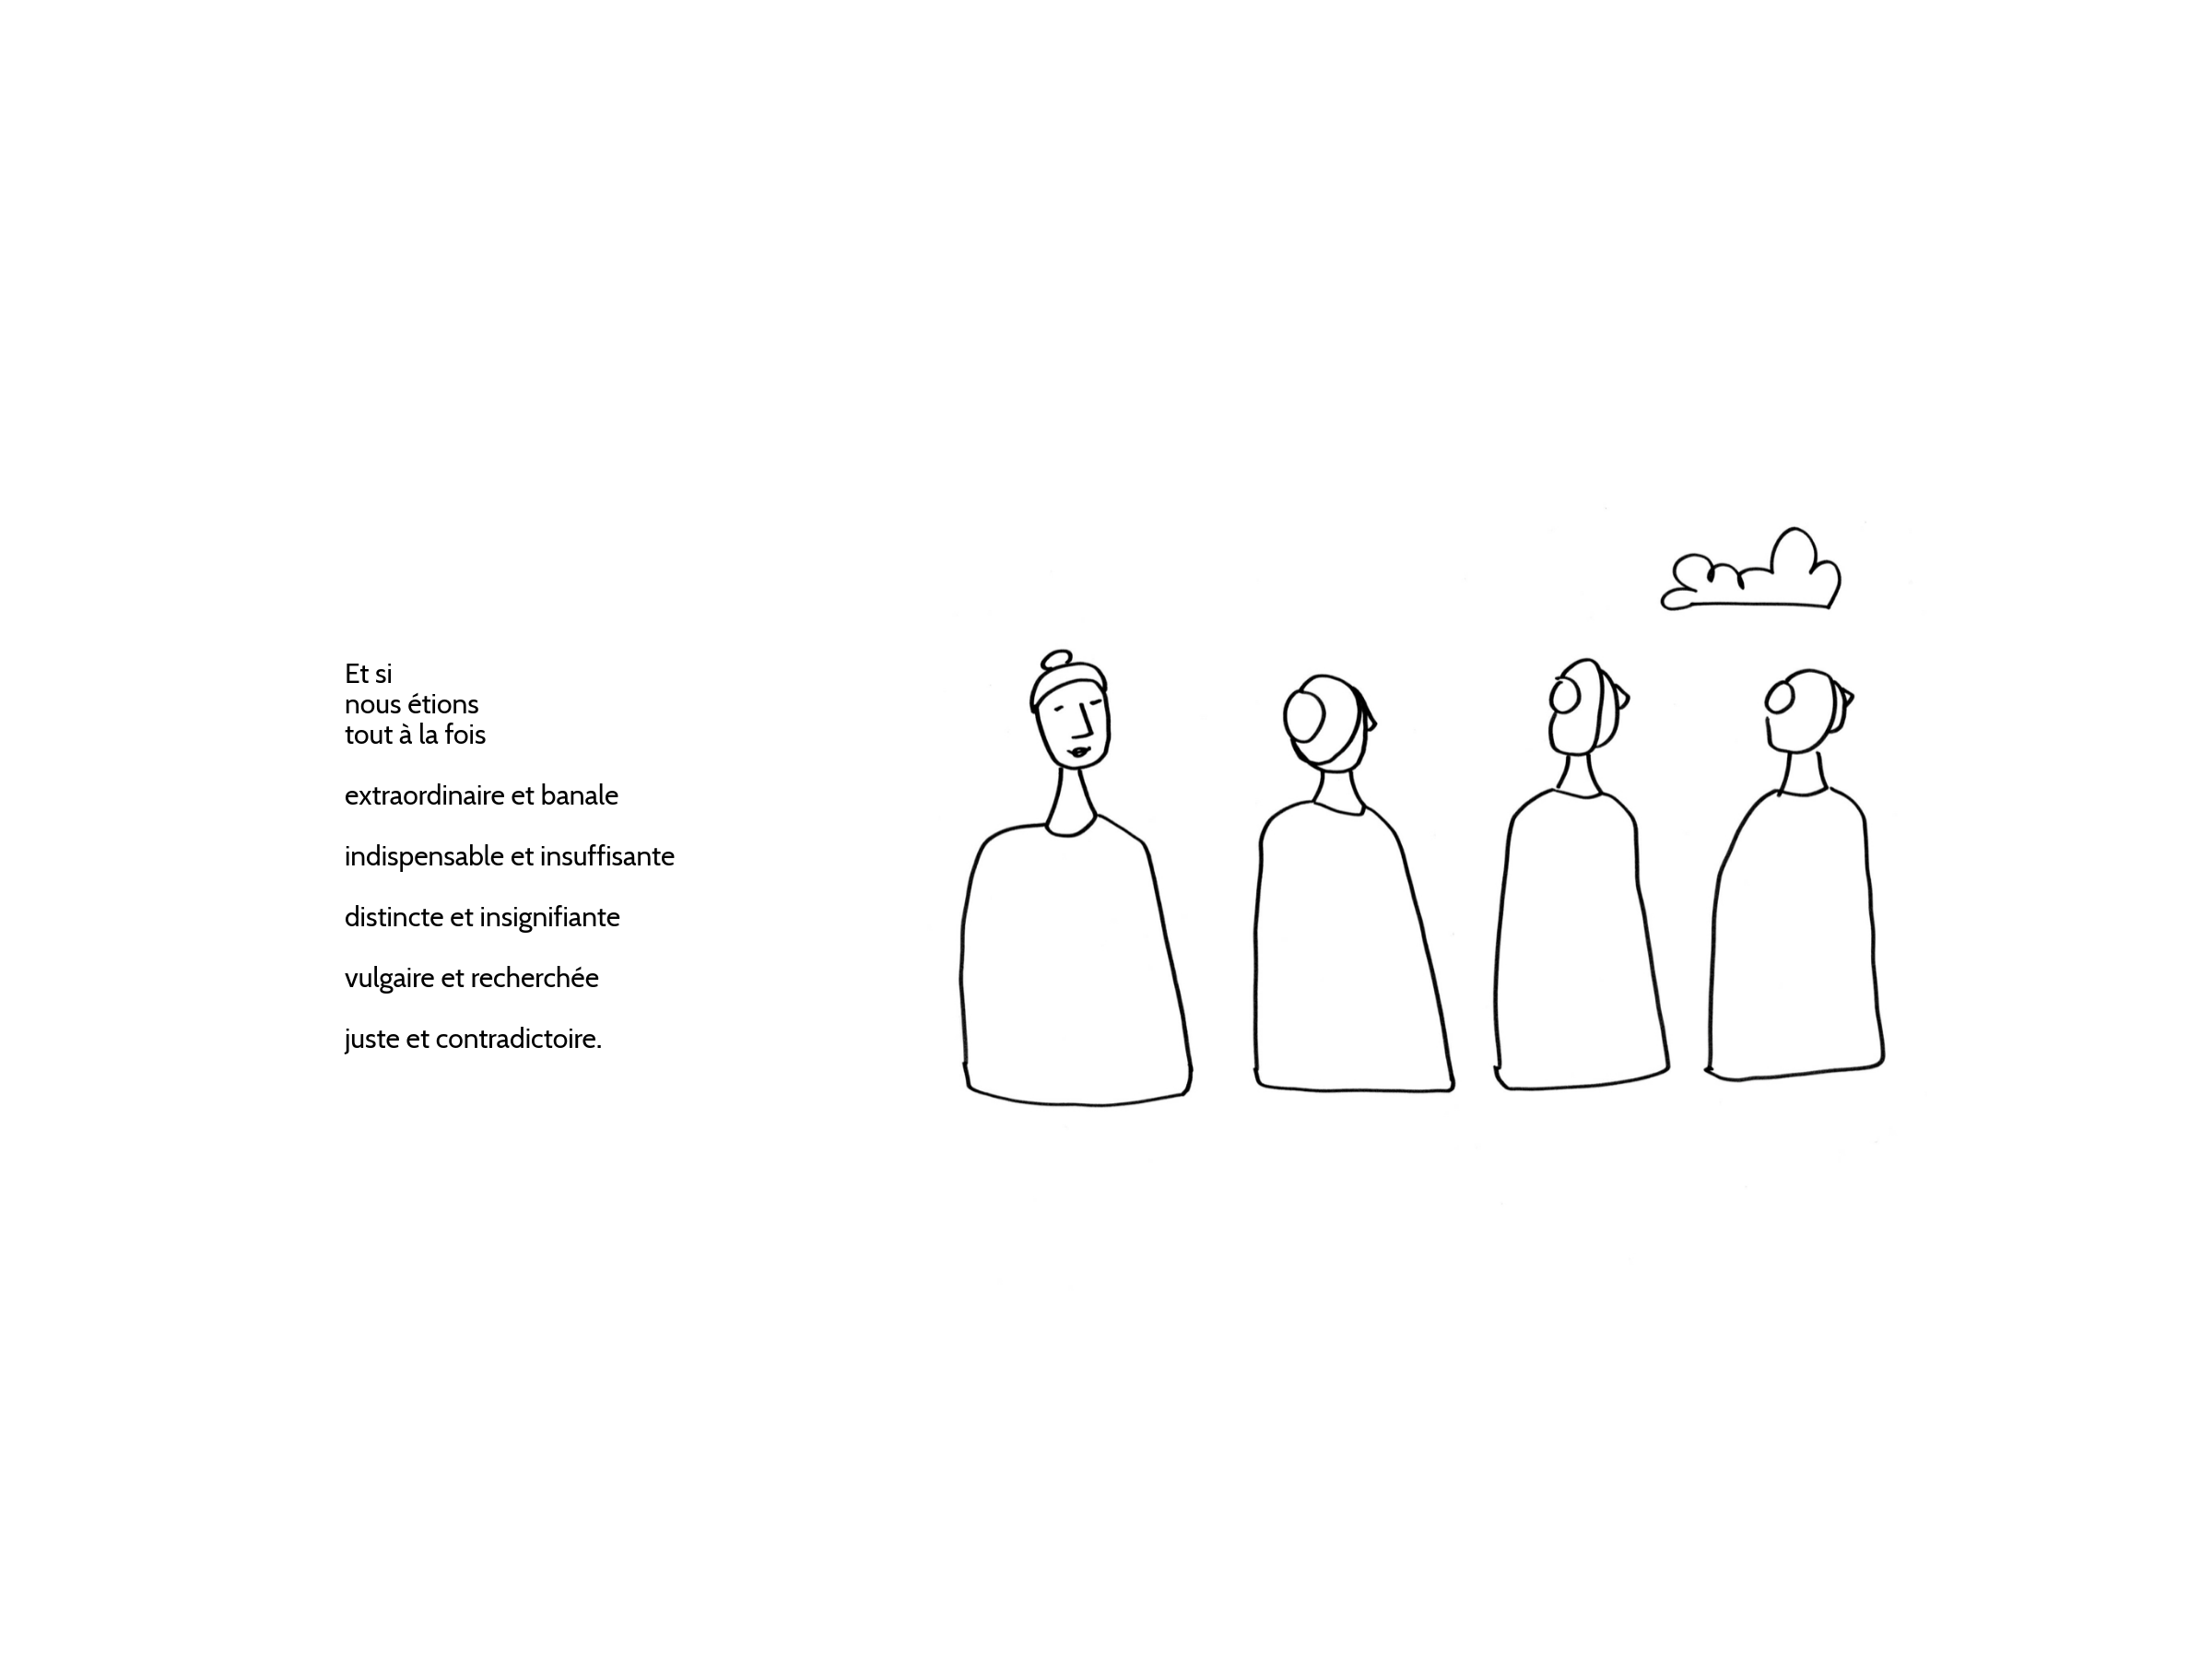 Et si
nous étions
tout à la fois
extraordinaire et banale
indispensable et insuffisante
distincte et insignifiante
vulgaire et recherchée
juste et contradictoire.